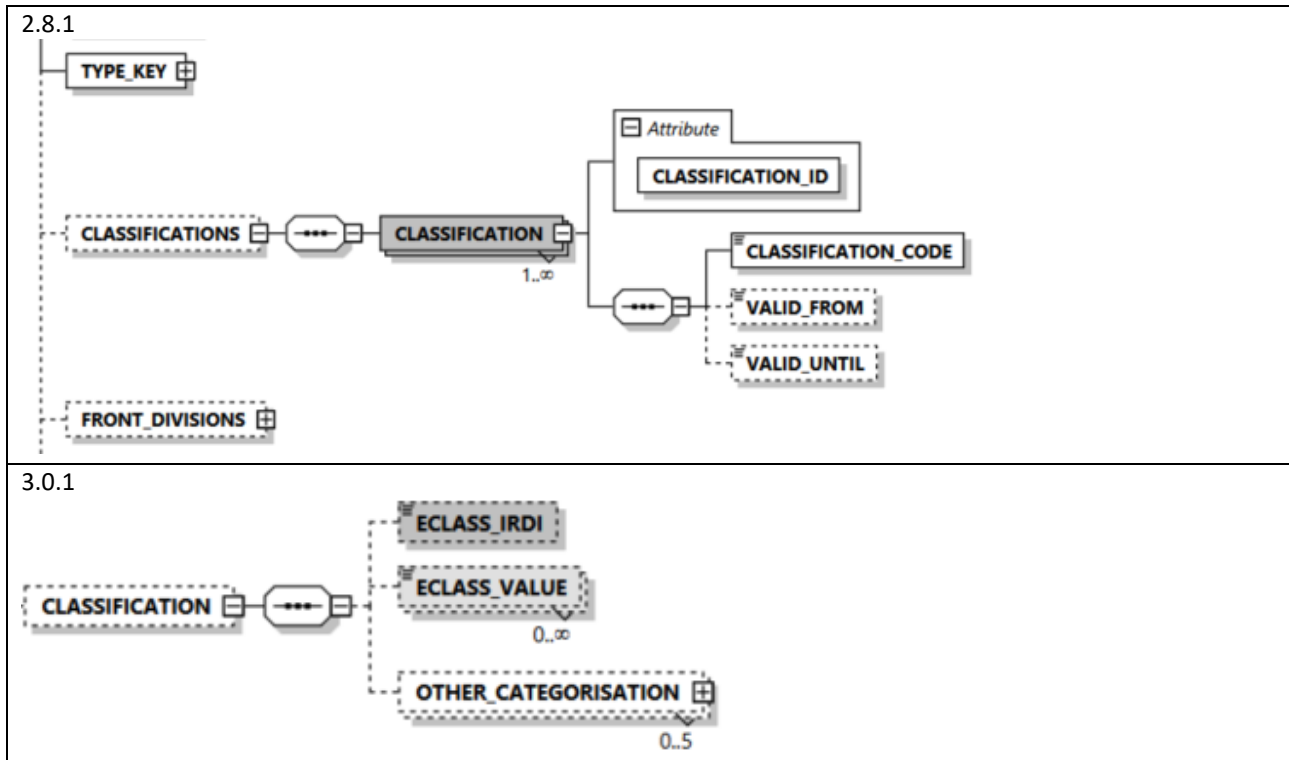 2.8.1
TYPE_KEY
Attribute
CLASSIFICATION_ID
CLASSIFICATIONS
CLASSIFICATION
1..∞
CLASSIFICATION_CODE
VALID_FROM
VALID_UNTIL
FRONT_DIVISIONS
3.0.1
ECLASS_IRDI
CLASSIFICATION
ECLASS_VALUE
0..∞
OTHER_CATEGORISATION
0..5